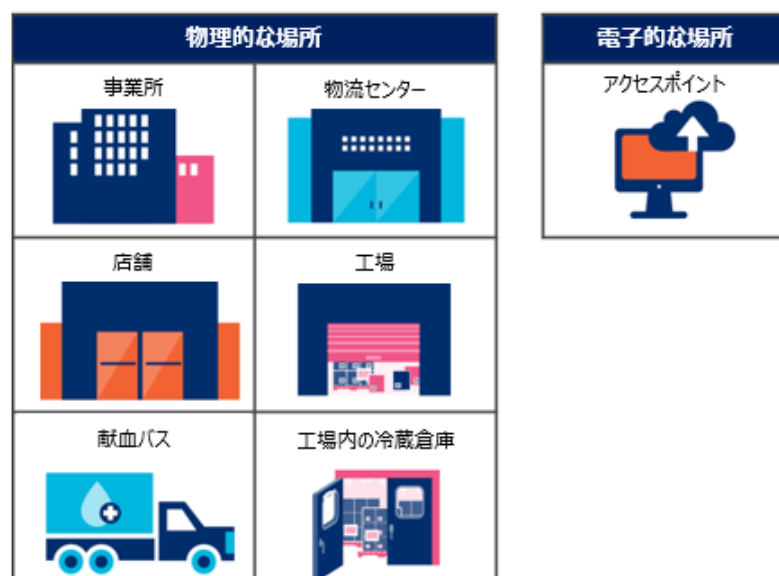 物理的な場所
事業所
物流センター
店舗
工場
献血バス
工場内の冷蔵倉庫
電子的な場所
アクセスポイント